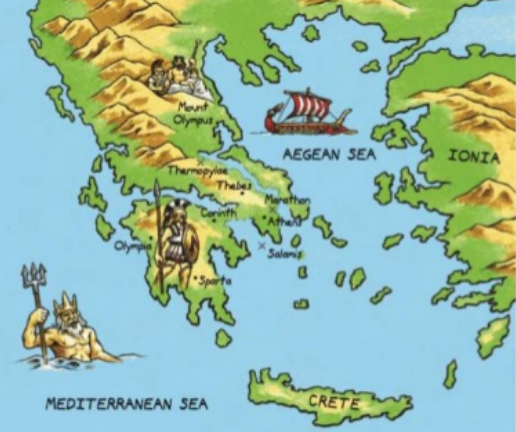 Mount
Olympus
AEGEAN SEA
IONIA
Thermopylae
Thebes
Marathon
Corinth
Athens
Olympia
Salamis
Sparta
MEDITERRANEAN SEA
CRETE